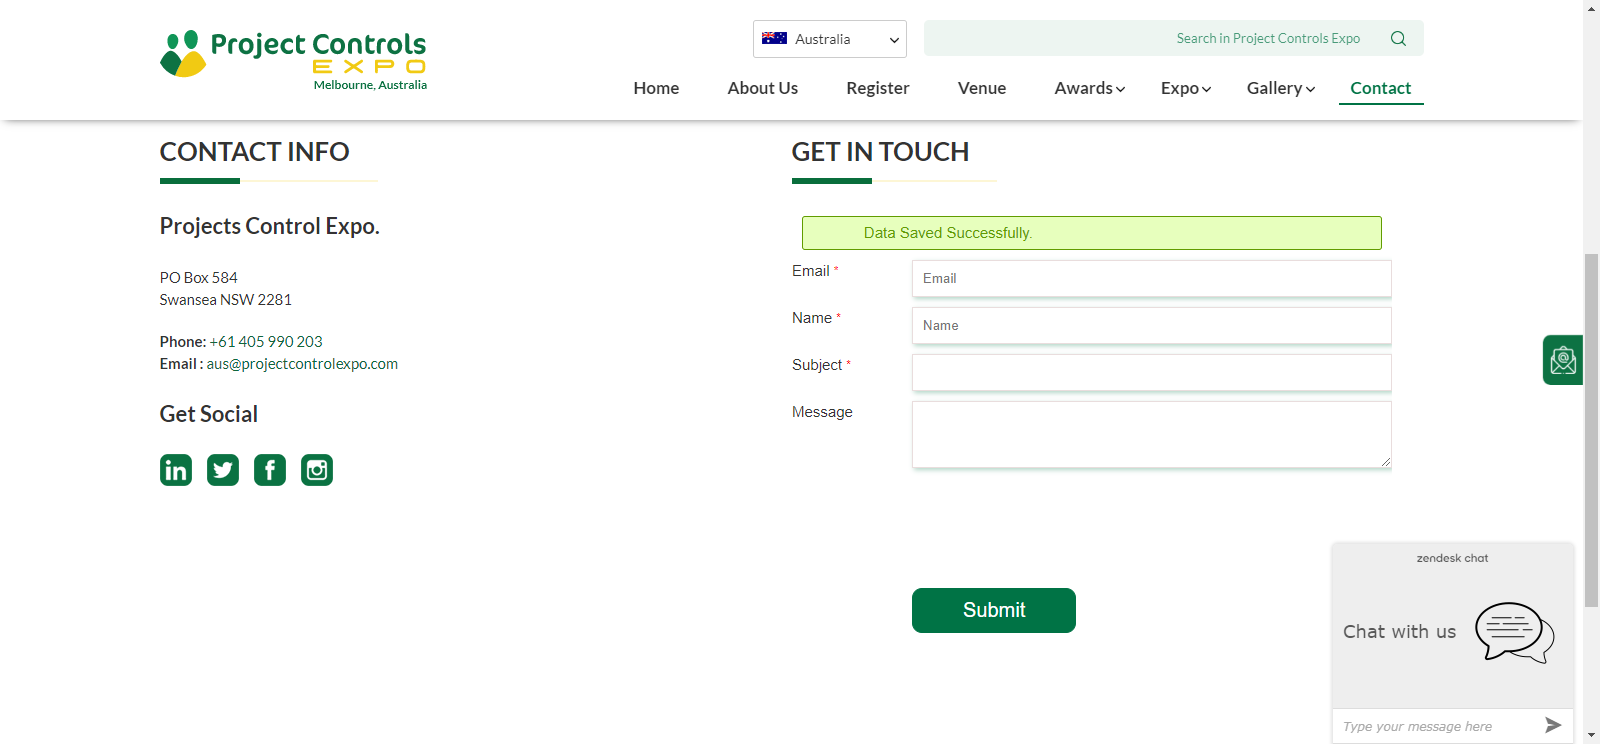 Project Controls
EXPO
Melbourne, Australia
Australia
Search in Project Controls Expo
Home About Us Register Venue Awards Expo Gallery Contact
CONTACT INFO
Projects Control Expo.
PO Box 584
Swansea NSW 2281
Phone: +61 405 990 203
Email : aus@projectcontrolexpo.com
Get Social
GET IN TOUCH
Data Saved Successfully.
Email * Email
Name * Name
Subject *
Message
Submit
zendesk chat
Chat with us
Type your message here